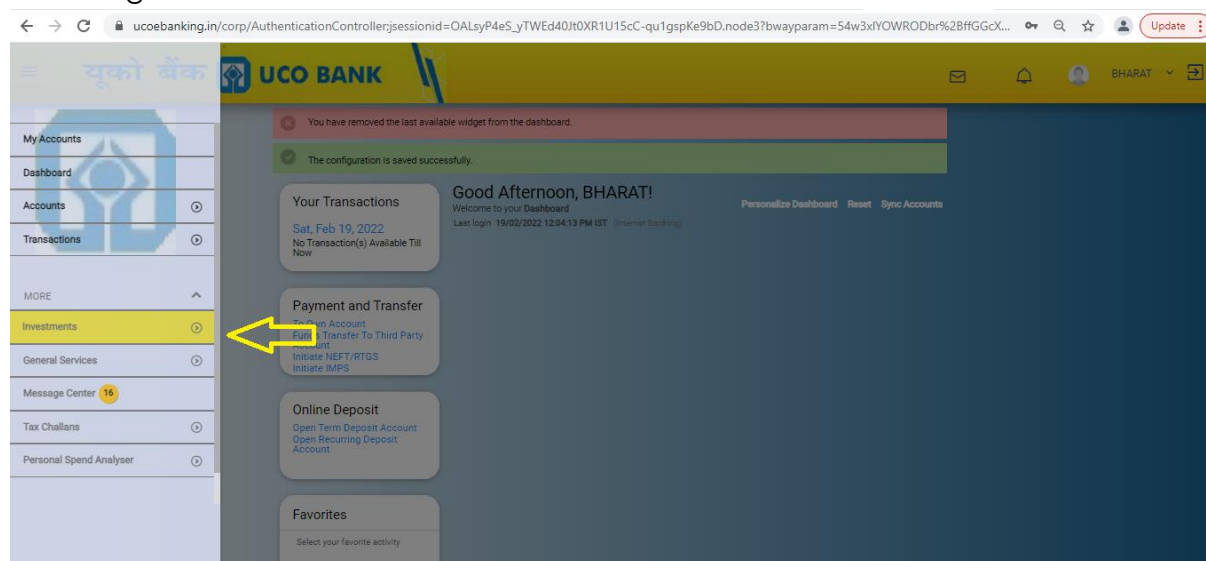 ucoebanking.in/corp/AuthenticationController;jsessionid=OALsyP4eS_yTWEd40Jt0XR1U15cC-qu1gspKe9bD.node3?bwayparam=54w3xIYOWRODbr%2BffGGcX...
Update
यूको बैंक UCO BANK
BHARAT
You have removed the last available widget from the dashboard.
The configuration is saved successfully.
My Accounts
Dashboard
Accounts
Transactions
MORE
Investments
General Services
Message Center 16
Tax Challans
Personal Spend Analyser
Your Transactions
Sat, Feb 19, 2022
No Transaction(s) Available Till
Now
Good Afternoon, BHARAT!
Welcome to your Dashboard
Last login 19/02/2022 12:04:13 PM IST (Internet Banking)
Personalize Dashboard Reset Sync Accounts
Payment and Transfer
To Own Account
Funds Transfer To Third Party
Account
Initiate NEFT/RTGS
Initiate IMPS
Online Deposit
Open Term Deposit Account
Open Recurring Deposit
Account
Favorites
Select your favorite activity